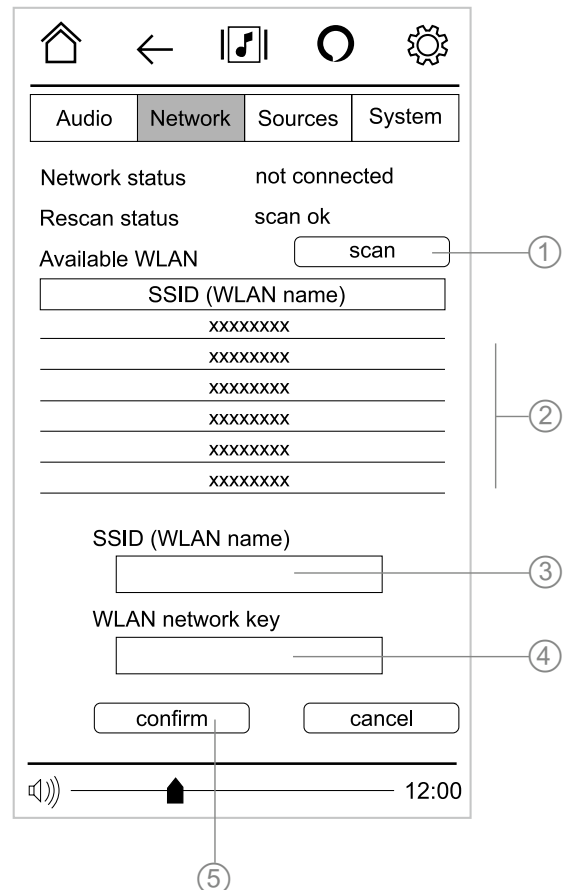 Audio Network Sources System
Network status not connected
Rescan status scan ok
Available WLAN scan ①
SSID (WLAN name)
xxxxxxxx
xxxxxxxx
xxxxxxxx
xxxxxxxx ②
xxxxxxxx
xxxxxxxx
SSID (WLAN name)
③
WLAN network key
④
confirm cancel
12:00
⑤